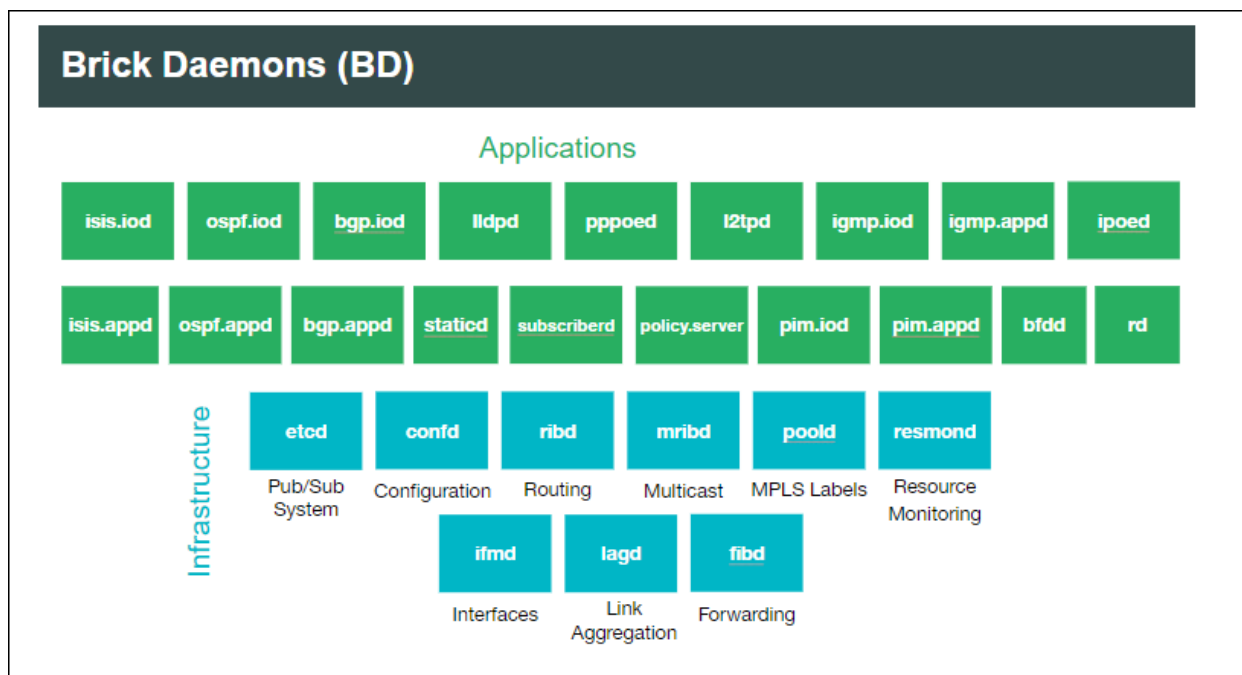 Brick Daemons (BD)
Applications
isis.iod ospf.iod bgp.iod lldpd pppoed l2tpd igmp.iod igmp.appd ipoed
isis.appd ospf.appd bgp.appd staticd subscriberd policy.server pim.iod pim.appd bfdd rd
Infrastructure
etcd confd ribd mribd poold resmond
Pub/Sub System Configuration Routing Multicast MPLS Labels Resource Monitoring
ifmd lagd fibd
Interfaces Link Aggregation Forwarding